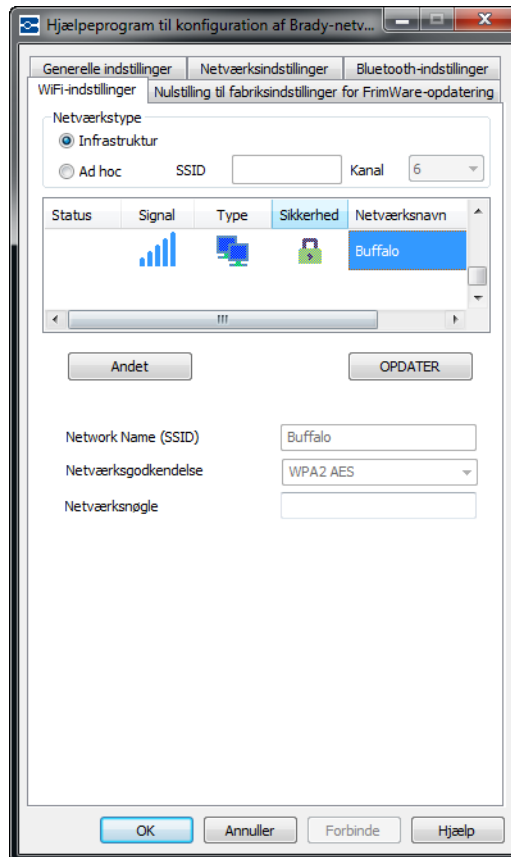 Hjælpeprogram til konfiguration af Brady-netv...
Generelle indstillinger Netværksindstillinger Bluetooth-indstillinger
WiFi-indstillinger Nulstiling til fabriksindstillinger for FrimWare-opdatering
Netværkstype
Infrastruktur
Ad hoc SSID Kanal 6
Status Signal Type Sikkerhed Netværksnavn
Buffalo
Andet OPDATER
Network Name (SSID) Buffalo
Netværksgodkendelse WPA2 AES
Netværksnøgle
OK Annuller Forbinde Hjælp